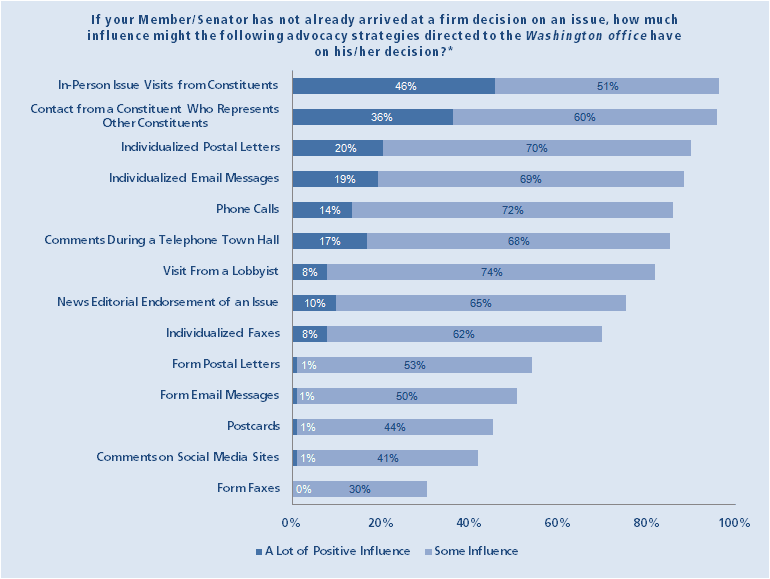 If your Member/Senator has not already arrived at a firm decision on an issue, how much
influence might the following advocacy strategies directed to the Washington office have
on his/her decision?*
In-Person Issue Visits from Constituents 46% 51%
Contact from a Constituent Who Represents
Other Constituents 36% 60%
Individualized Postal Letters 20% 70%
Individualized Email Messages 19% 69%
Phone Calls 14% 72%
Comments During a Telephone Town Hall 17% 68%
Visit From a Lobbyist 8% 74%
News Editorial Endorsement of an Issue 10% 65%
Individualized Faxes 8% 62%
Form Postal Letters 1% 53%
Form Email Messages 1% 50%
Postcards 1% 44%
Comments on Social Media Sites 1% 41%
Form Faxes 0% 30%
0% 20% 40% 60% 80% 100%
A Lot of Positive Influence Some Influence